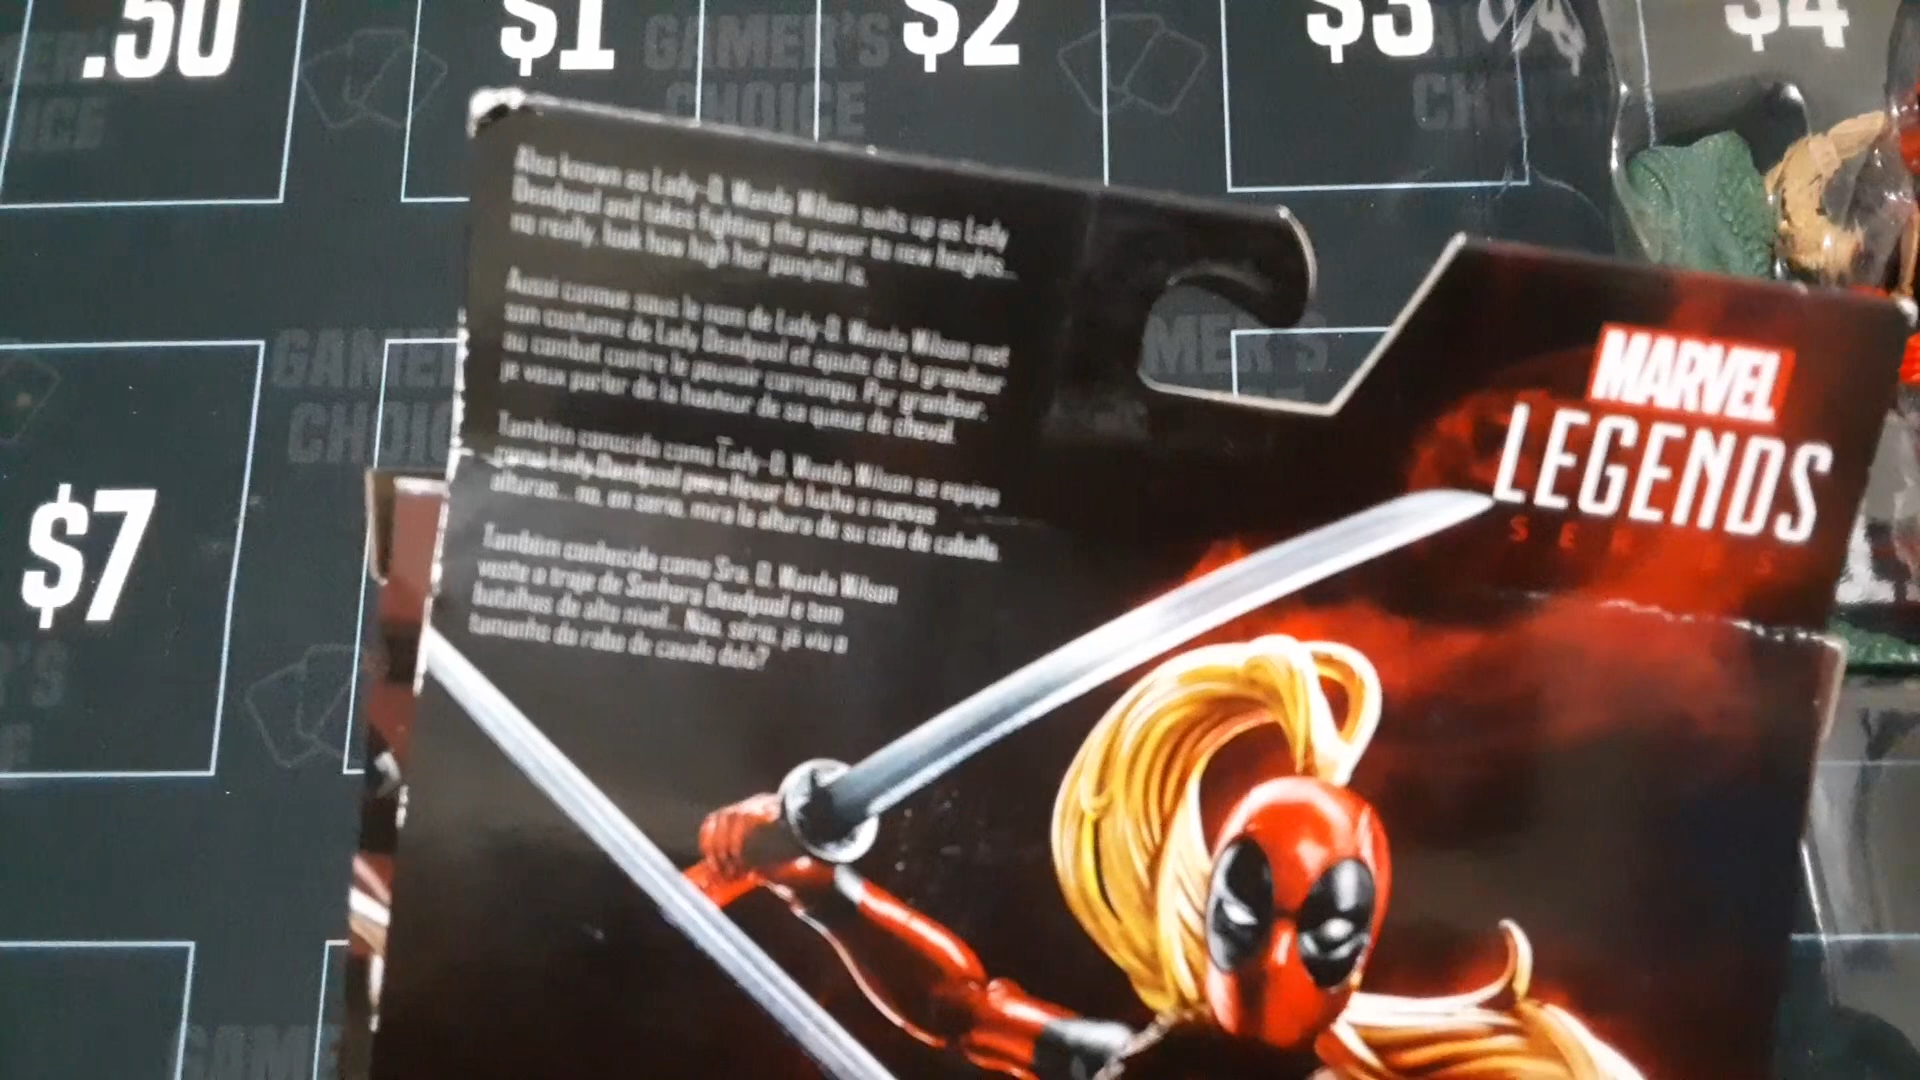 .50
$1
GAMER'S
CHOICE
$2
$3
$4
ICE
CH
Also known as Lady-D, Wanda Wilson suits up as Lady
Deadpool and takes fighting the power to new heights...
no really, look how high her ponytail is.
Aussi connue sous le nom de Lady-D, Wanda Wilson met
son costume de Lady Deadpool et ajoute de la grandeur
au combat contre le pouvoir corrompu. Par grandeur,
je veux parler de la hauteur de sa queue de cheval.
También conocida como Lady-D, Wanda Wilson se equipa
como Lady Deadpool para llevar la lucha a nuevas
alturas... no, en serio, mira la altura de su cola de caballo.
Também conhecida como Sra. D, Wanda Wilson
veste o traje de Senhora Deadpool e tem
batalhas de alto nível... Não, sério, já viu o
tamanho do rabo de cavalo dela?
MARVEL
LEGENDS
SERIES
GAMER'S
CHOICE
MER'S
$7
R'S
GAM